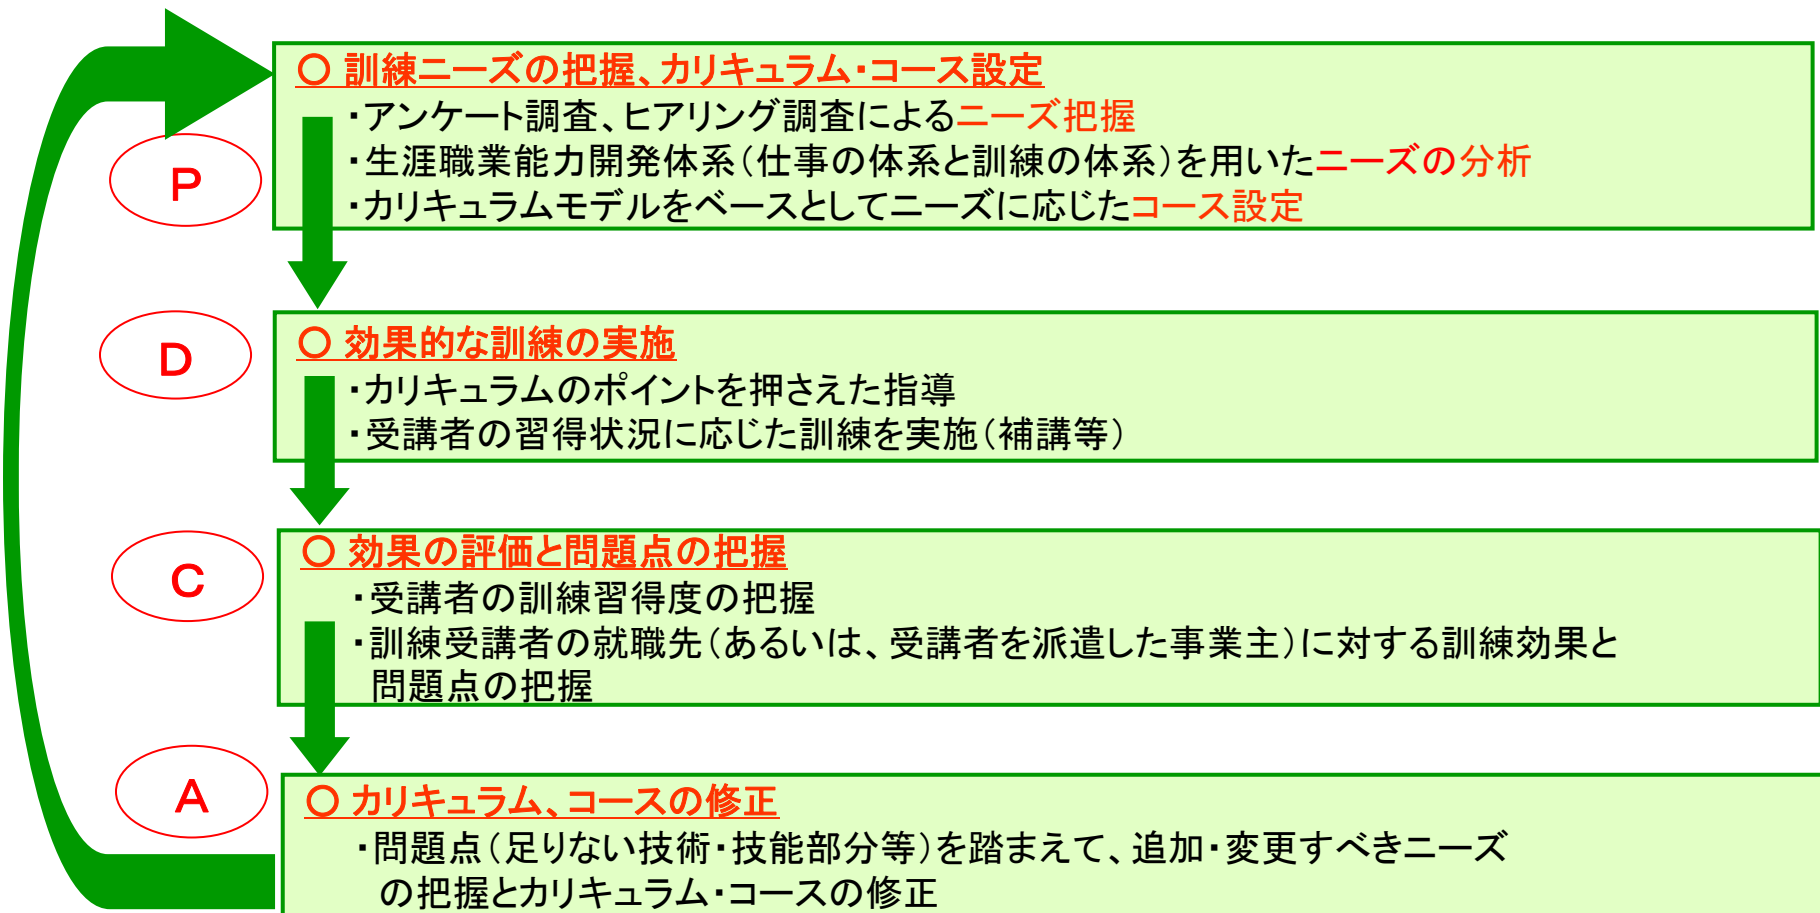 ○ 訓練ニーズの把握、カリキュラム・コース設定
・アンケート調査、ヒアリング調査によるニーズ把握
・生涯職業能力開発体系（仕事の体系と訓練の体系）を用いたニーズの分析
・カリキュラムモデルをベースとしてニーズに応じたコース設定
P
○ 効果的な訓練の実施
・カリキュラムのポイントを押さえた指導
・受講者の習得状況に応じた訓練を実施（補講等）
D
○ 効果の評価と問題点の把握
・受講者の訓練習得度の把握
・訓練受講者の就職先（あるいは、受講者を派遣した事業主）に対する訓練効果と
問題点の把握
C
○ カリキュラム、コースの修正
・問題点（足りない技術・技能部分等）を踏まえて、追加・変更すべきニーズ
の把握とカリキュラム・コースの修正
A